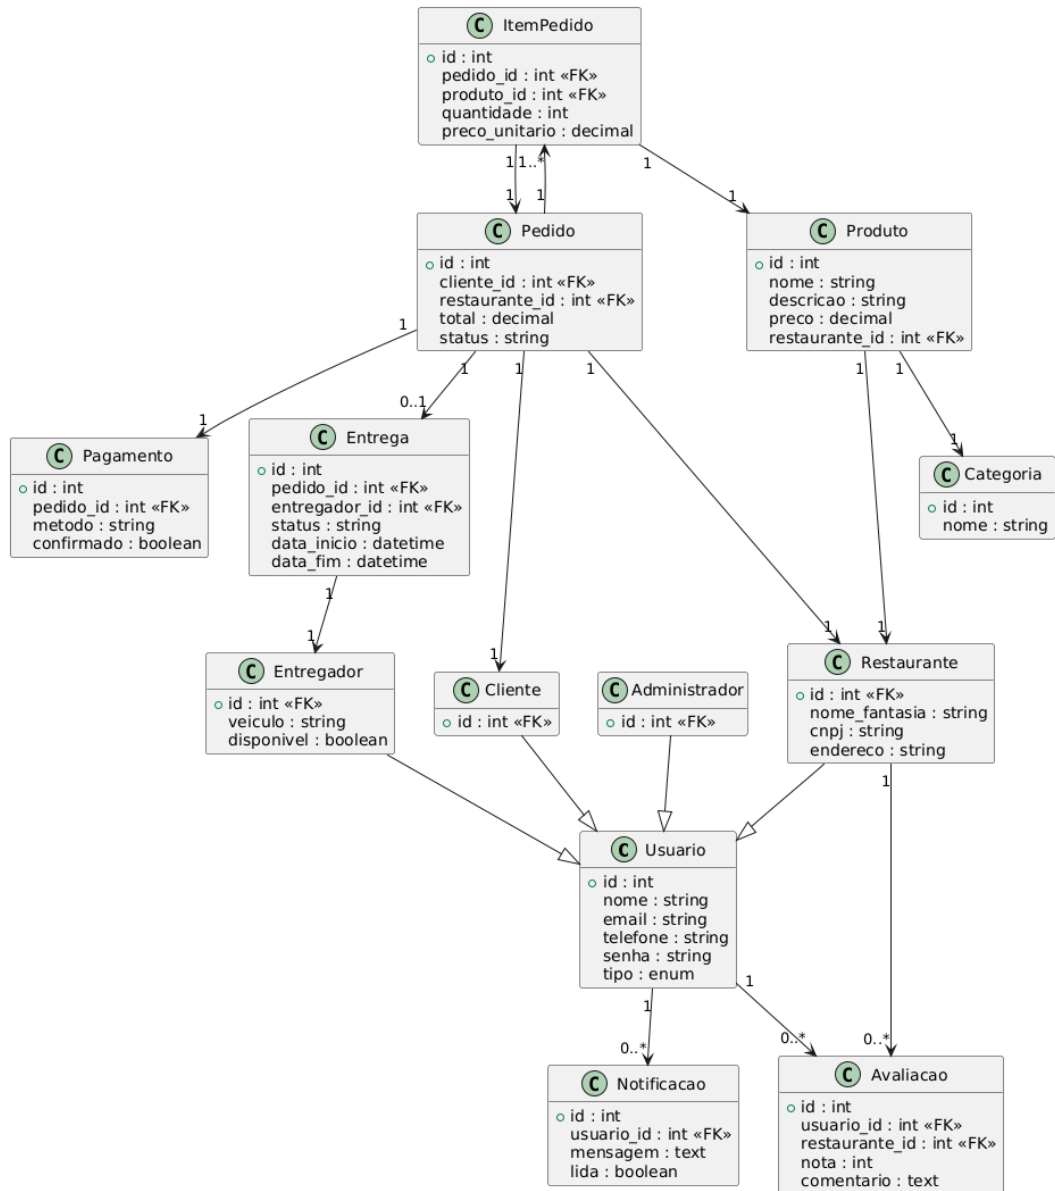 C ItemPedido
id : int
pedido_id : int «FK»
produto_id : int «FK»
quantidade : int
preco_unitario : decimal
1 1..* 1
1 1 1
C Pedido
id : int
cliente_id : int «FK»
restaurante_id : int «FK»
total : decimal
status : string
C Produto
id : int
nome : string
descricao : string
preco : decimal
restaurante_id : int «FK»
1 1 1 1 1 1
1 0..1 1
C Pagamento
id : int
pedido_id : int «FK»
metodo : string
confirmado : boolean
C Entrega
id : int
pedido_id : int «FK»
entregador_id : int «FK»
status : string
data_inicio : datetime
data_fim : datetime
C Categoria
id : int
nome : string
1
1 1 1 1
C Entregador
id : int «FK»
veiculo : string
disponivel : boolean
C Cliente
id : int «FK»
C Administrador
id : int «FK»
C Restaurante
id : int «FK»
nome_fantasia : string
cnpj : string
endereco : string
1
C Usuario
id : int
nome : string
email : string
telefone : string
senha : string
tipo : enum
1 1
0..* 0..* 0..*
C Notificacao
id : int
usuario_id : int «FK»
mensagem : text
lida : boolean
C Avaliacao
id : int
usuario_id : int «FK»
restaurante_id : int «FK»
nota : int
comentario : text